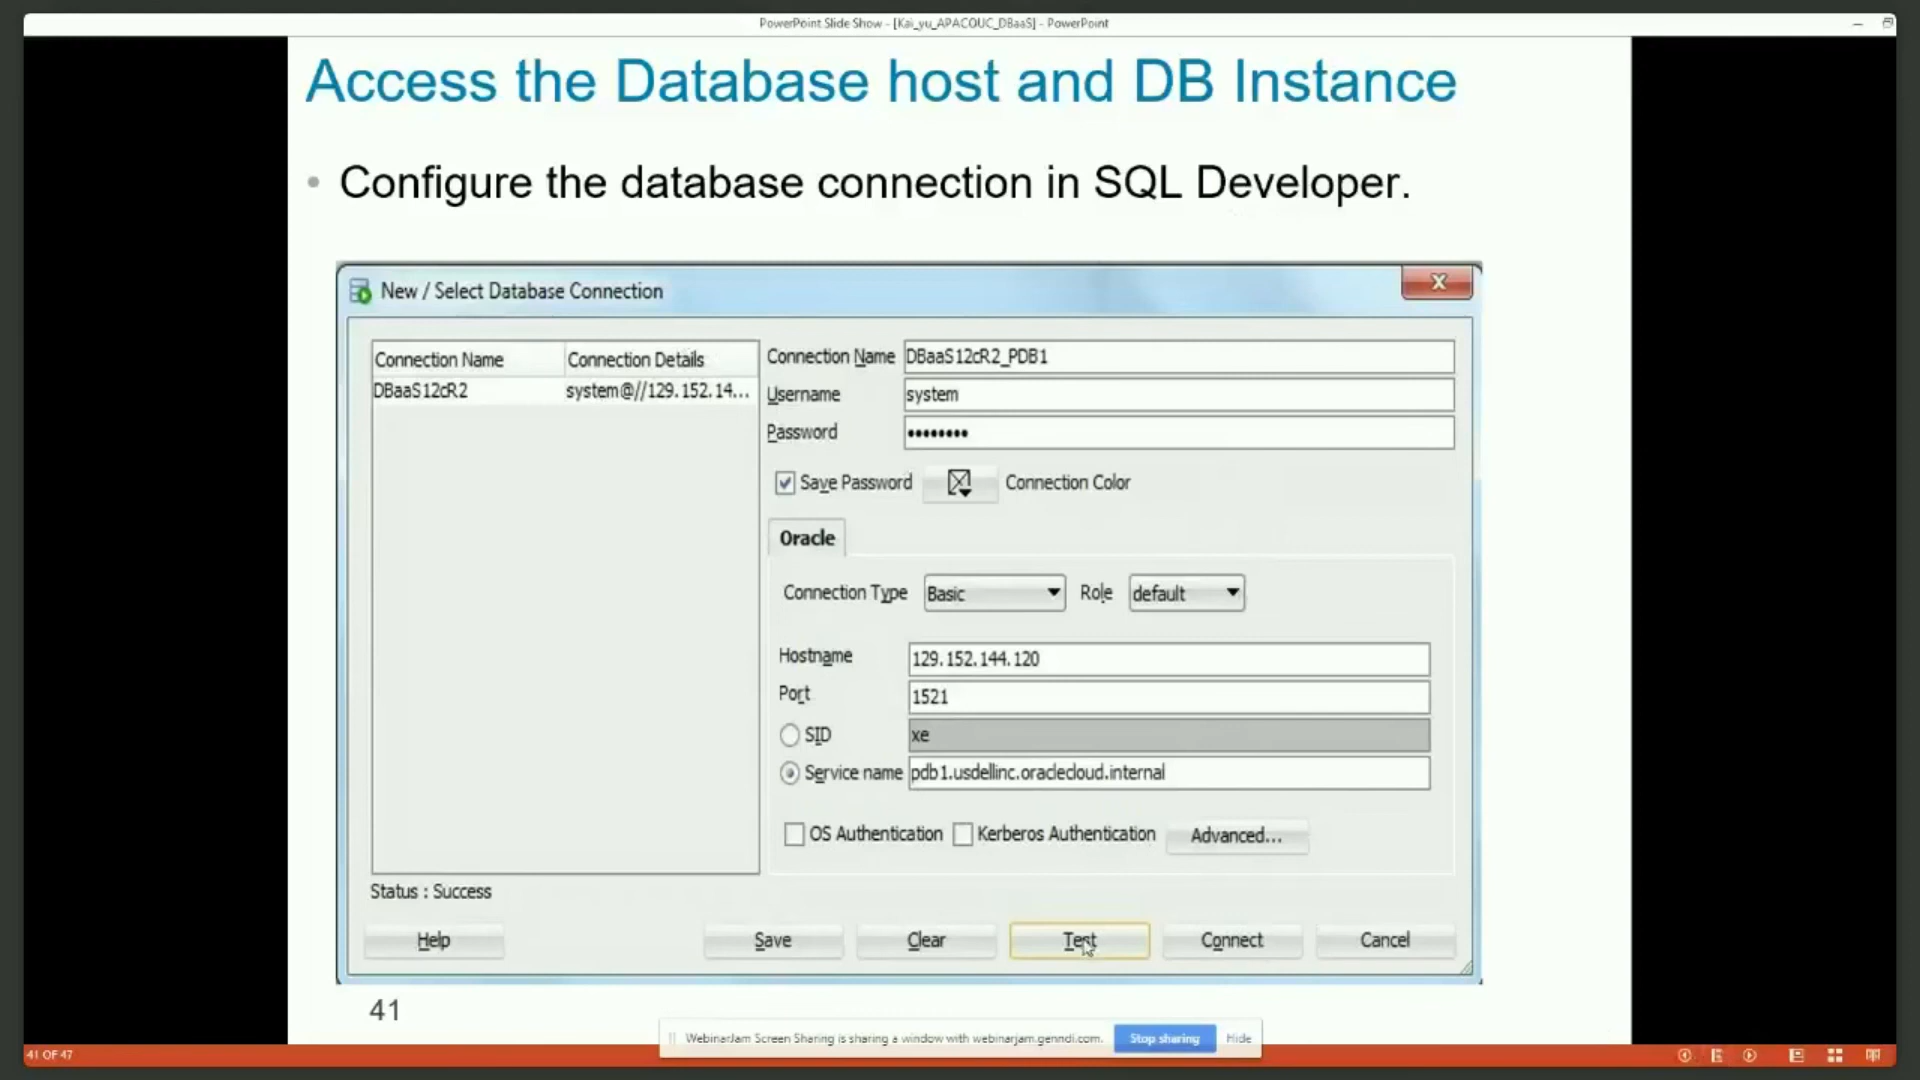 PowerPoint Slide Show - [Kai_yu_APACOUC_DBaaS] - PowerPoint
Access the Database host and DB Instance
• Configure the database connection in SQL Developer.
New / Select Database Connection
X
Connection Name Connection Details
DBaaS12cR2 system@//129.152.14...
Connection Name DBaaS12cR2_PDB1
Username system
Password ••••••••
Save Password Connection Color
Oracle
Connection Type Basic Role default
Hostname 129.152.144.120
Port 1521
SID xe
Service name pdb1.usdellinc.oraclecloud.internal
OS Authentication Kerberos Authentication Advanced...
Status : Success
Help Save Clear Test Connect Cancel
41
WebinarJam Screen Sharing is sharing a window with webinarjam.genndi.com. Stop sharing Hide
41 OF 47